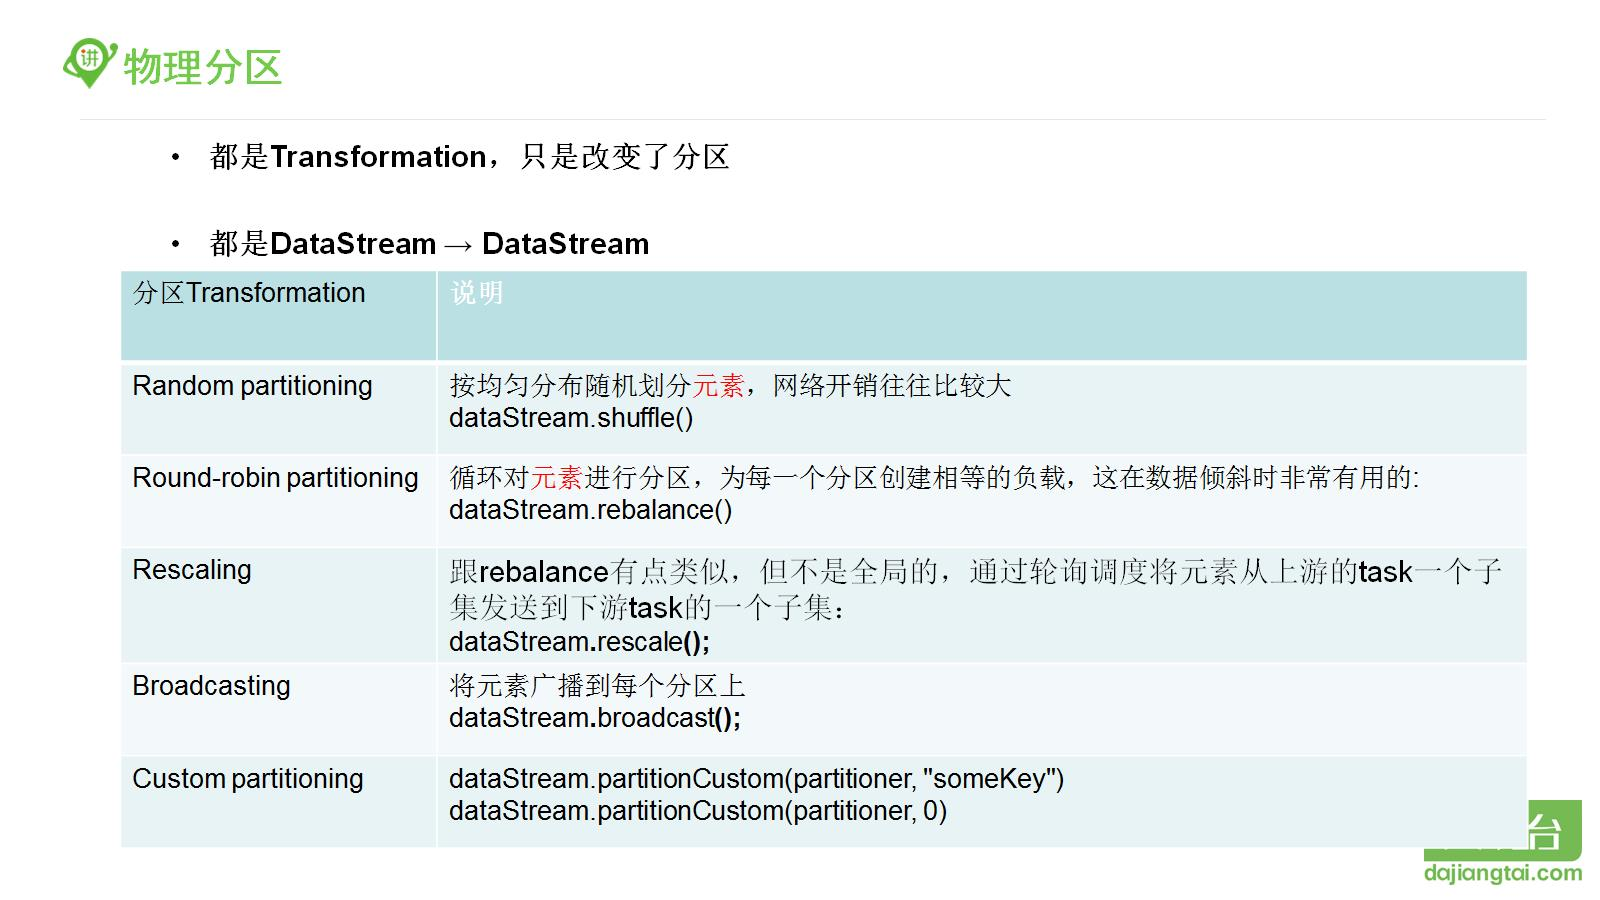 讲
物理分区
• 都是Transformation，只是改变了分区
• 都是DataStream → DataStream
分区Transformation
说明
Random partitioning
按均匀分布随机划分元素，网络开销往往比较大
dataStream.shuffle()
Round-robin partitioning
循环对元素进行分区，为每一个分区创建相等的负载，这在数据倾斜时非常有用的:
dataStream.rebalance()
Rescaling
跟rebalance有点类似，但不是全局的，通过轮询调度将元素从上游的task一个子
集发送到下游task的一个子集：
dataStream.rescale();
Broadcasting
将元素广播到每个分区上
dataStream.broadcast();
Custom partitioning
dataStream.partitionCustom(partitioner, "someKey")
dataStream.partitionCustom(partitioner, 0)
台
dajiangtai.com